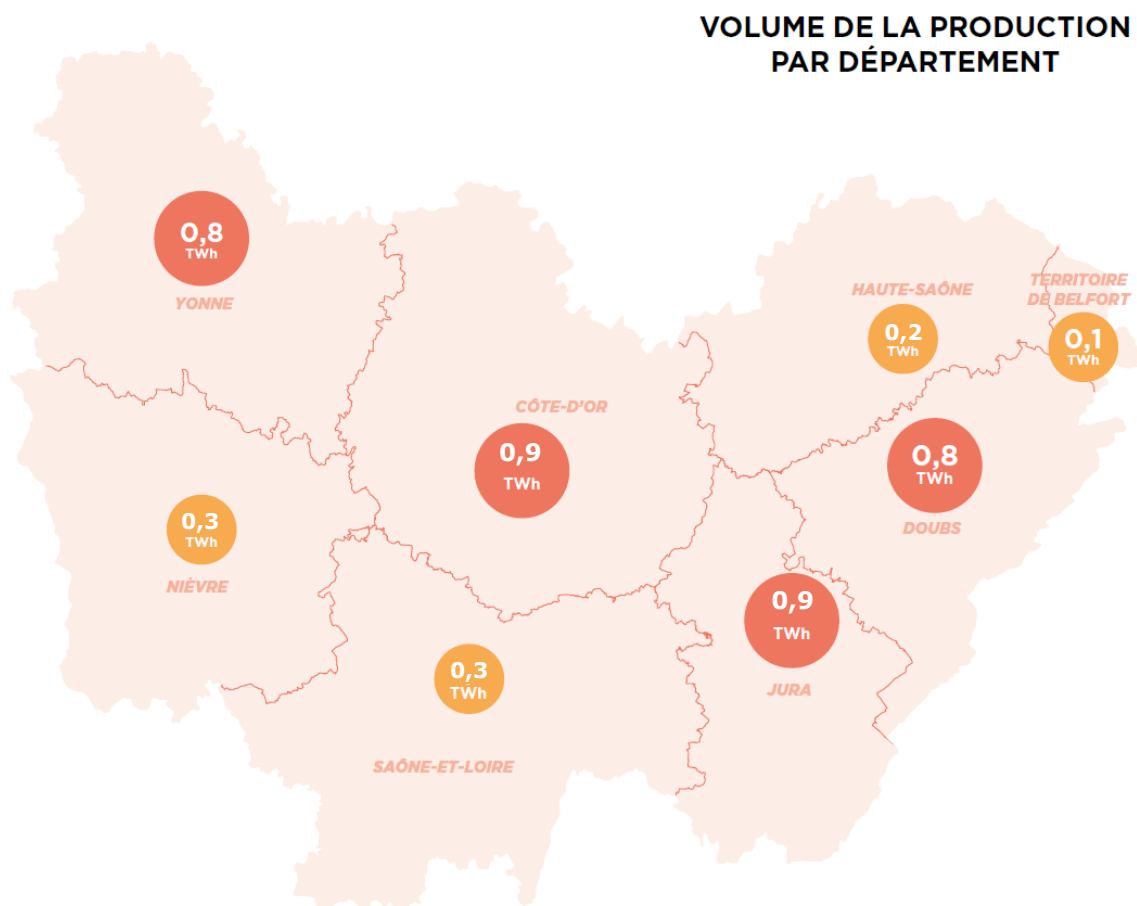 VOLUME DE LA PRODUCTION
PAR DÉPARTEMENT
0,8
TWh
YONNE
HAUTE-SAÔNE
0,2
TWh
TERRITOIRE
DE BELFORT
0,1
TWh
CÔTE-D'OR
0,9
TWh
0,8
TWh
DOUBS
0,3
TWh
NIÈVRE
0,9
TWh
JURA
0,3
TWh
SAÔNE-ET-LOIRE